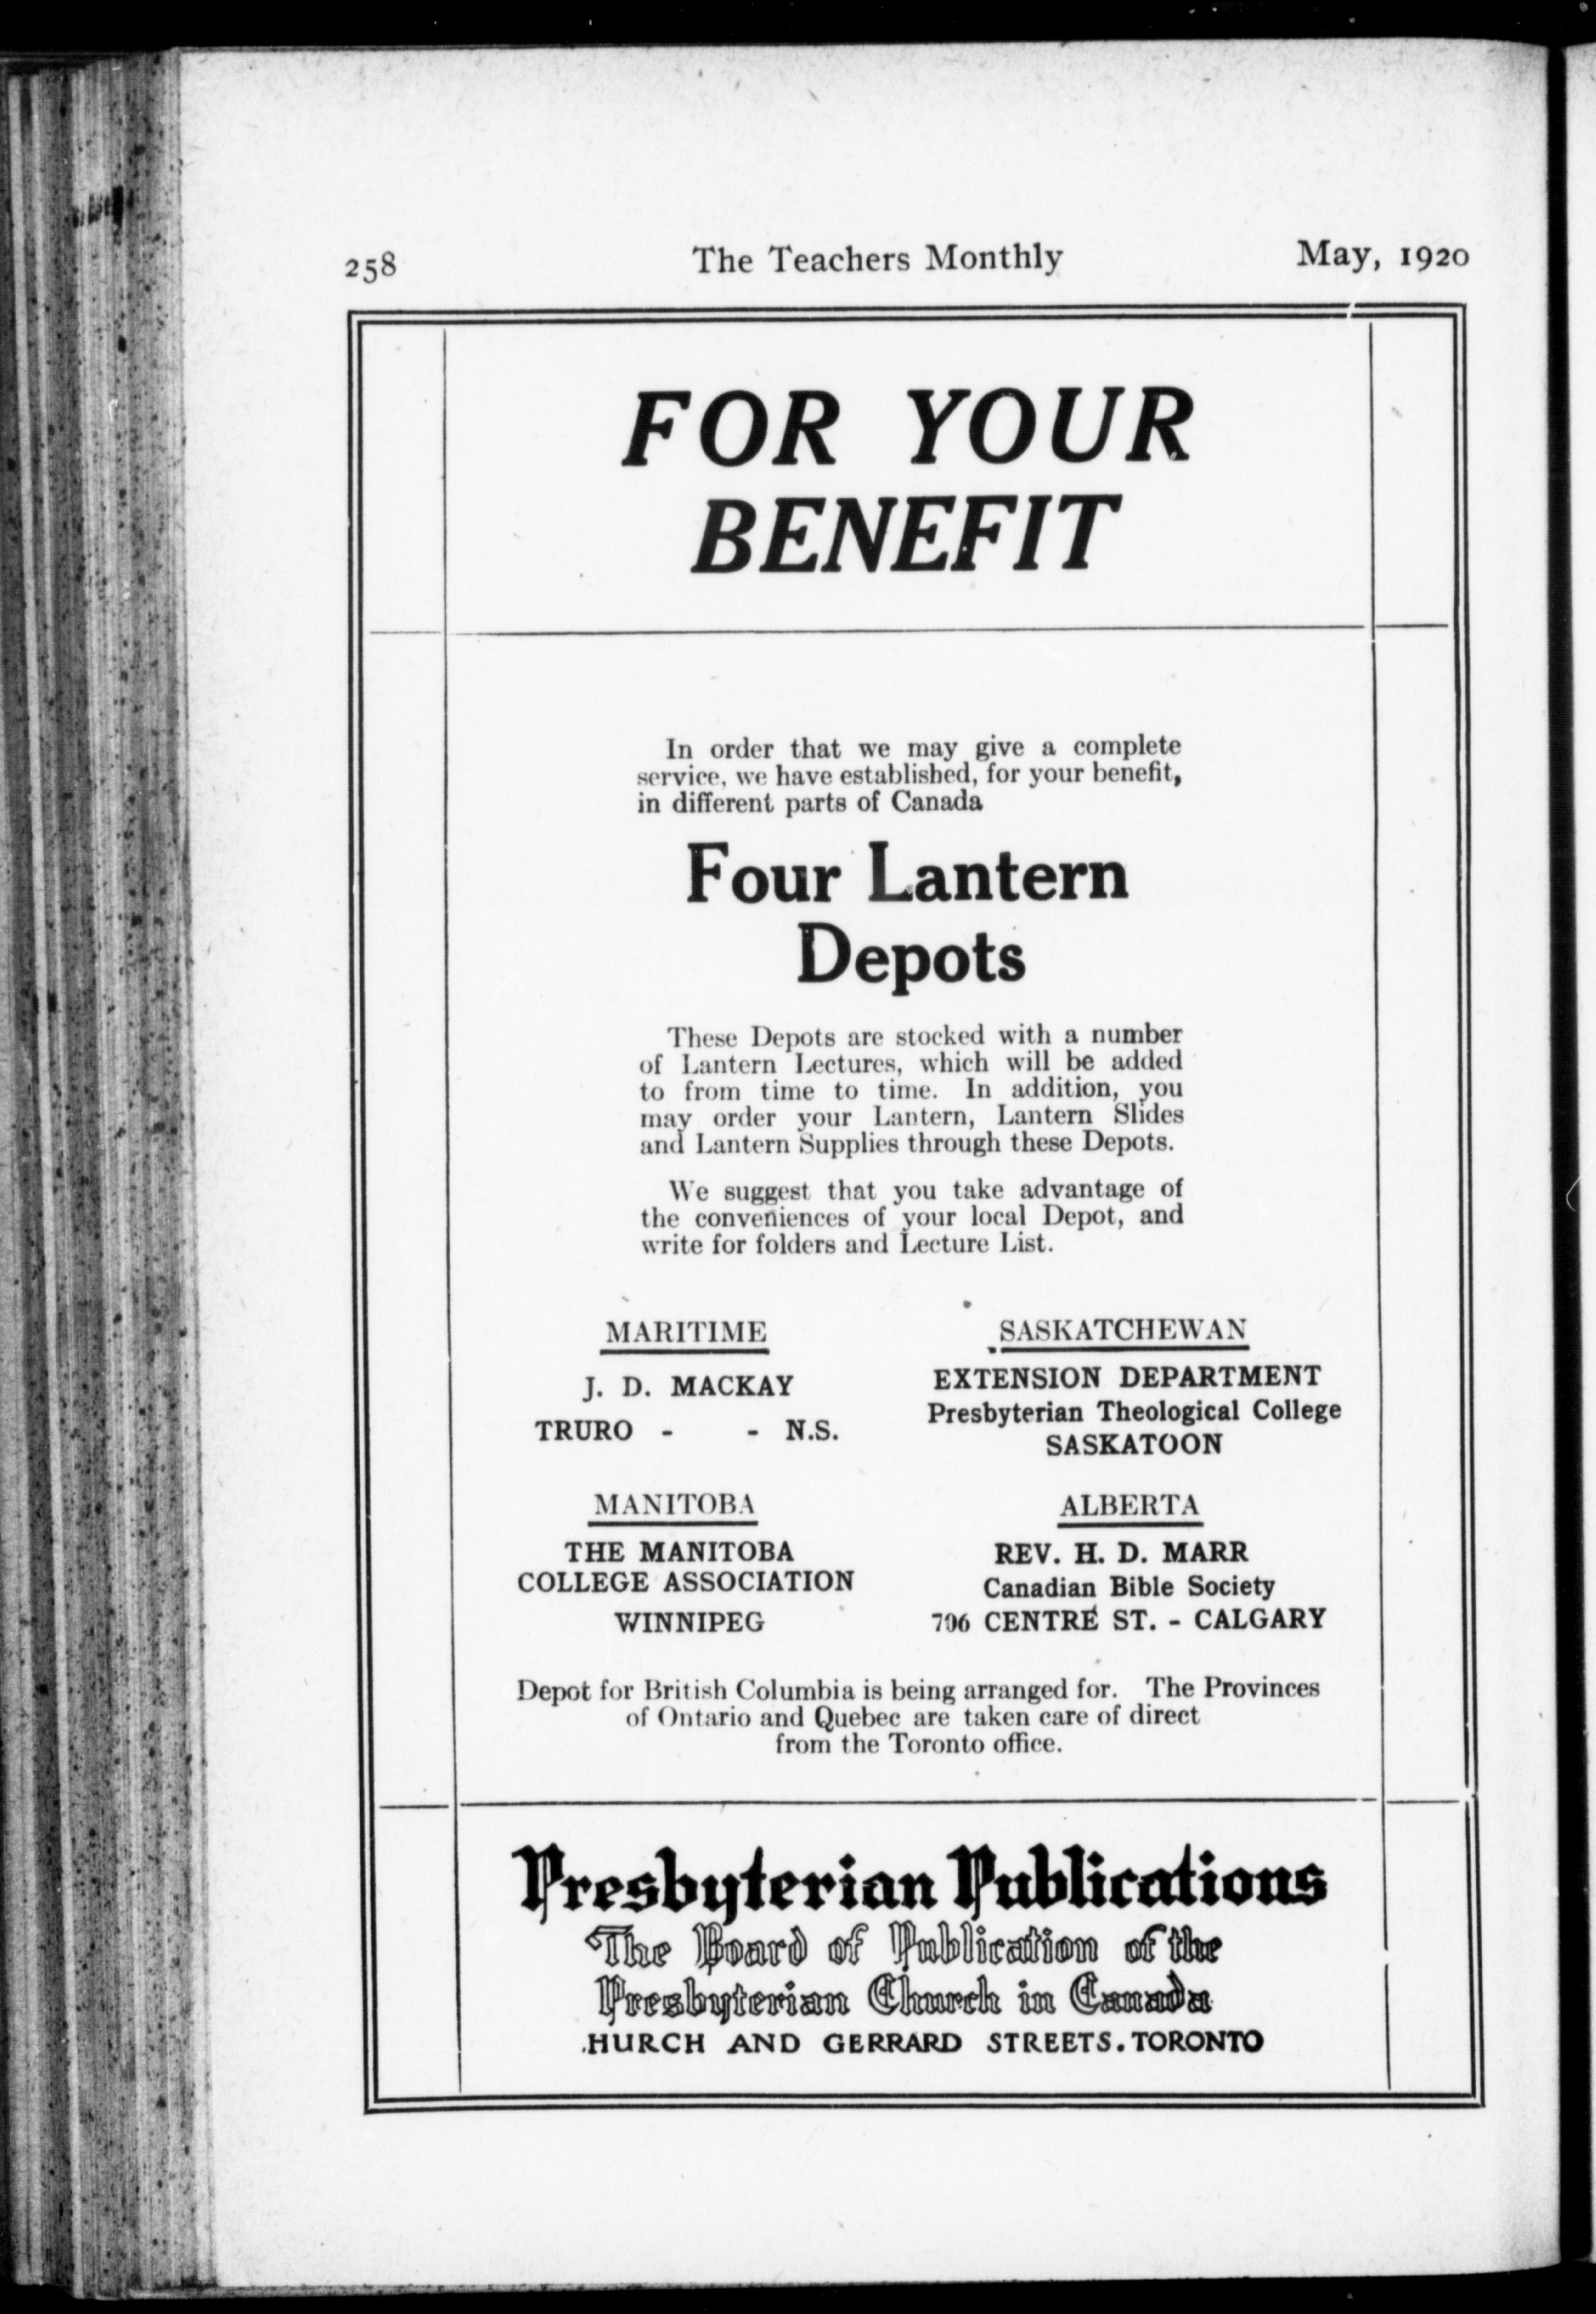 258 The Teachers Monthly May, 1920
FOR YOUR
BENEFIT
In order that we may give a complete
service, we have established, for your benefit,
in different parts of Canada
Four Lantern
Depots
These Depots are stocked with a number
of Lantern Lectures, which will be added
to from time to time. In addition, you
may order your Lantern, Lantern Slides
and Lantern Supplies through these Depots.
We suggest that you take advantage of
the conveniences of your local Depot, and
write for folders and Lecture List.
MARITIME
J. D. MACKAY
TRURO - - N.S.
SASKATCHEWAN
EXTENSION DEPARTMENT
Presbyterian Theological College
SASKATOON
MANITOBA
THE MANITOBA
COLLEGE ASSOCIATION
WINNIPEG
ALBERTA
REV. H. D. MARR
Canadian Bible Society
CENTRE ST. - CALGARY
Depot for British Columbia is being arranged for. The Provinces
of Ontario and Quebec are taken care of direct
from the Toronto office.
Presbyterian Publications
The Board of Publication of the
Presbyterian Church in Canada
HURCH AND GERRARD STREETS. TORONTO